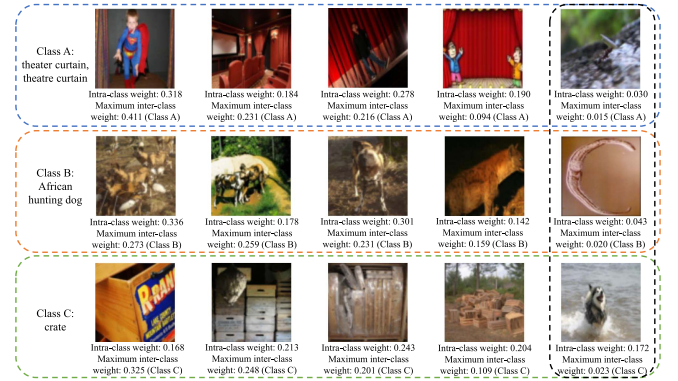 Class A:
theater curtain,
theatre curtain
Intra-class weight: 0.318
Maximum inter-class
weight: 0.411 (Class A)
Intra-class weight: 0.184
Maximum inter-class
weight: 0.231 (Class A)
Intra-class weight: 0.278
Maximum inter-class
weight: 0.216 (Class A)
Intra-class weight: 0.190
Maximum inter-class
weight: 0.094 (Class A)
Intra-class weight: 0.030
Maximum inter-class
weight: 0.015 (Class A)
Class B:
African
hunting dog
Intra-class weight: 0.336
Maximum inter-class
weight: 0.273 (Class B)
Intra-class weight: 0.178
Maximum inter-class
weight: 0.259 (Class B)
Intra-class weight: 0.301
Maximum inter-class
weight: 0.231 (Class B)
Intra-class weight: 0.142
Maximum inter-class
weight: 0.159 (Class B)
Intra-class weight: 0.043
Maximum inter-class
weight: 0.020 (Class B)
Class C:
crate
R-RANC
Intra-class weight: 0.168
Maximum inter-class
weight: 0.325 (Class C)
Intra-class weight: 0.213
Maximum inter-class
weight: 0.248 (Class C)
Intra-class weight: 0.243
Maximum inter-class
weight: 0.201 (Class C)
Intra-class weight: 0.204
Maximum inter-class
weight: 0.109 (Class C)
Intra-class weight: 0.172
Maximum inter-class
weight: 0.023 (Class C)